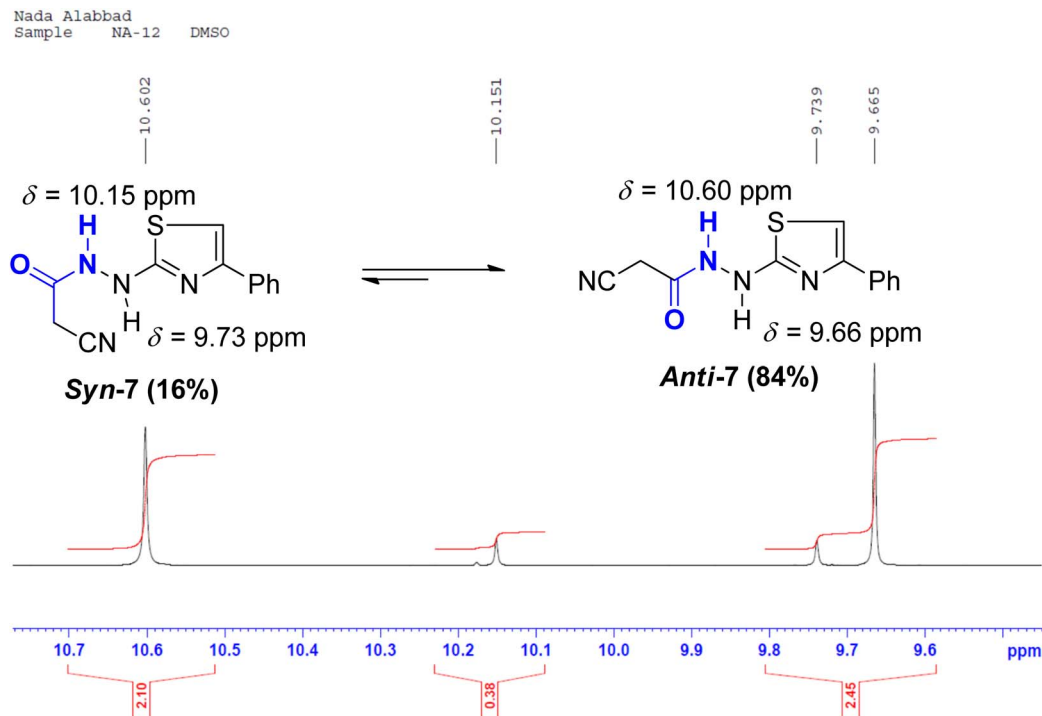 Nada Alabbad
Sample NA-12 DMSO
10.602
10.151
9.739
9.665
δ = 10.15 ppm
H
S
O
N
N
H
N
Ph
CN
δ = 9.73 ppm
Syn-7 (16%)
δ = 10.60 ppm
H
S
NC
N
N
O
H
N
Ph
δ = 9.66 ppm
Anti-7 (84%)
10.7 10.6 10.5 10.4 10.3 10.2 10.1 10.0 9.9 9.8 9.7 9.6 ppm
2.10
0.38
2.45